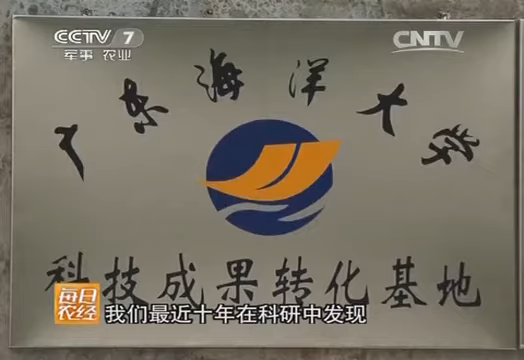 CCTV 7
军事 农业
CNTV
广东海洋大学
科技成果转化基地
每日
农经
我们最近十年在科研中发现